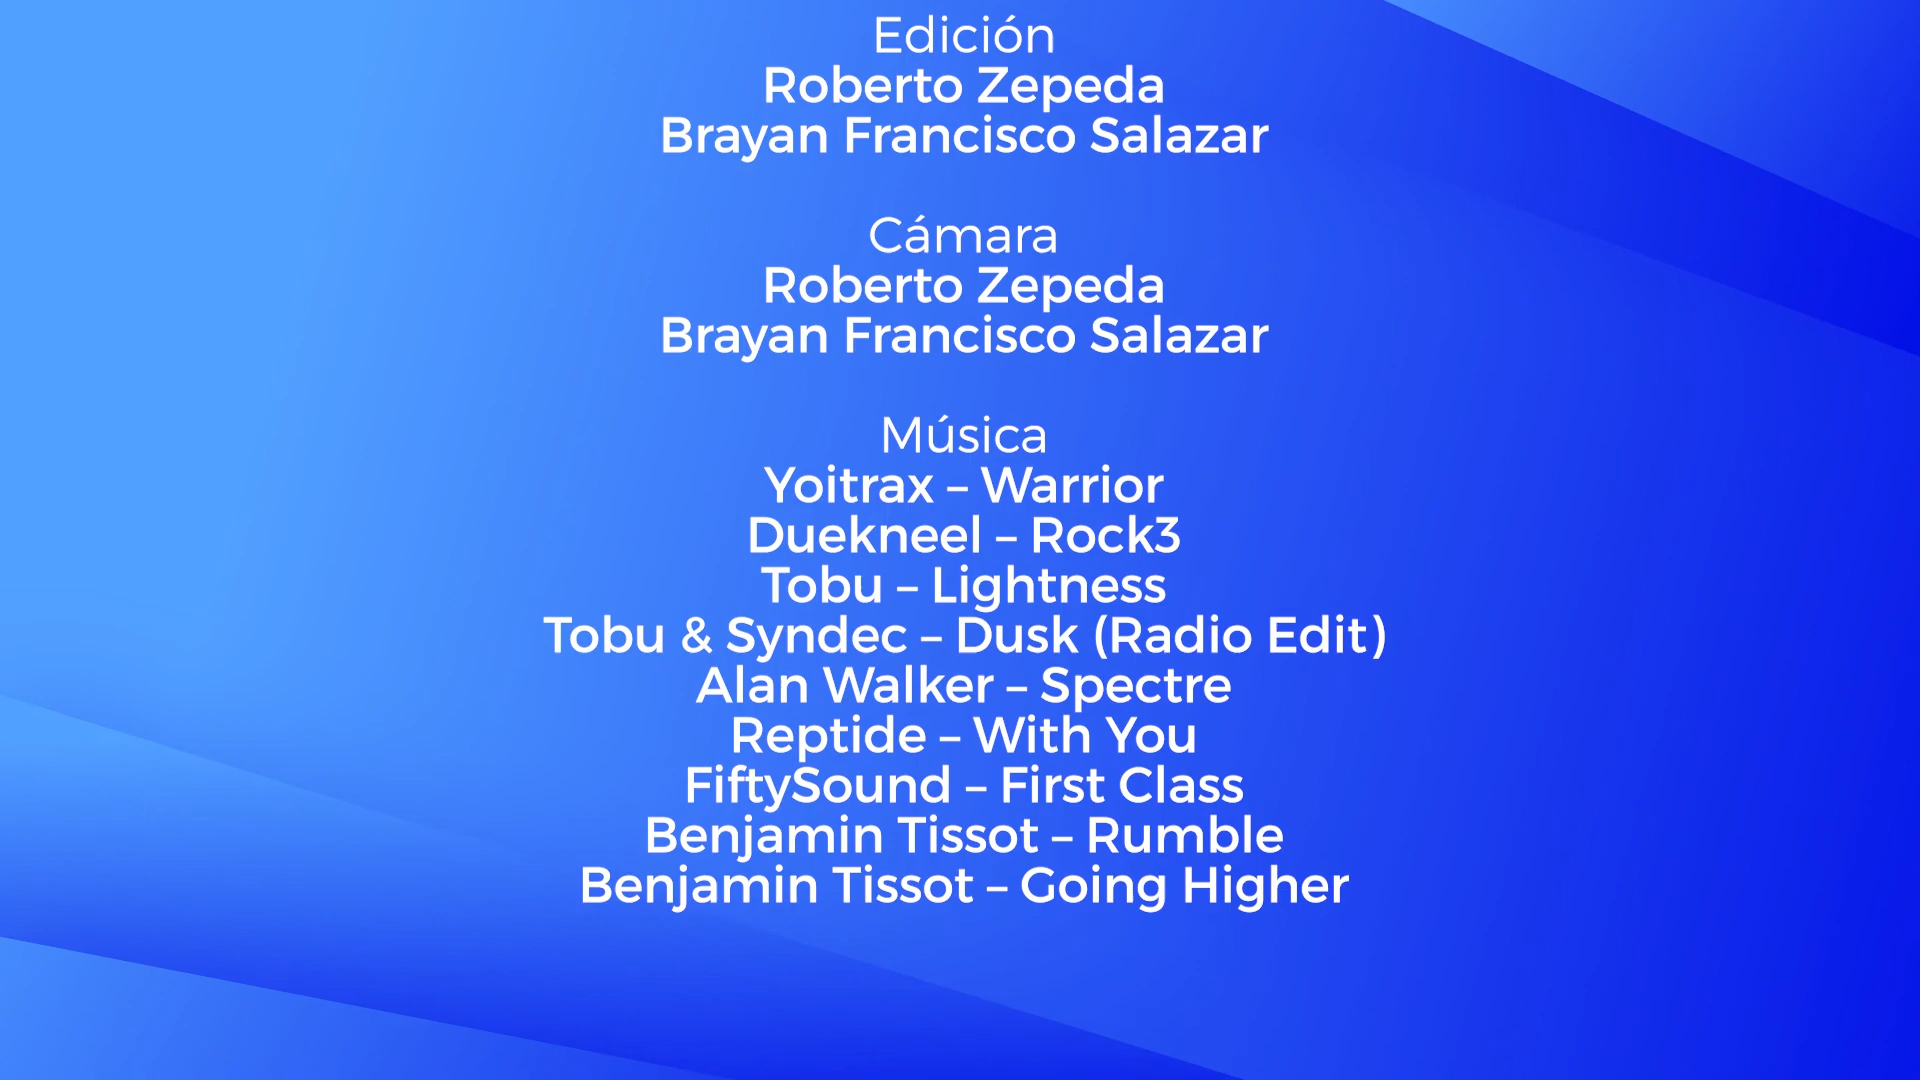 Edición
Roberto Zepeda
Brayan Francisco Salazar
Cámara
Roberto Zepeda
Brayan Francisco Salazar
Música
Yoitrax – Warrior
Duekneel – Rock3
Tobu – Lightness
Tobu & Syndec – Dusk (Radio Edit)
Alan Walker – Spectre
Reptide – With You
FiftySound – First Class
Benjamin Tissot – Rumble
Benjamin Tissot – Going Higher